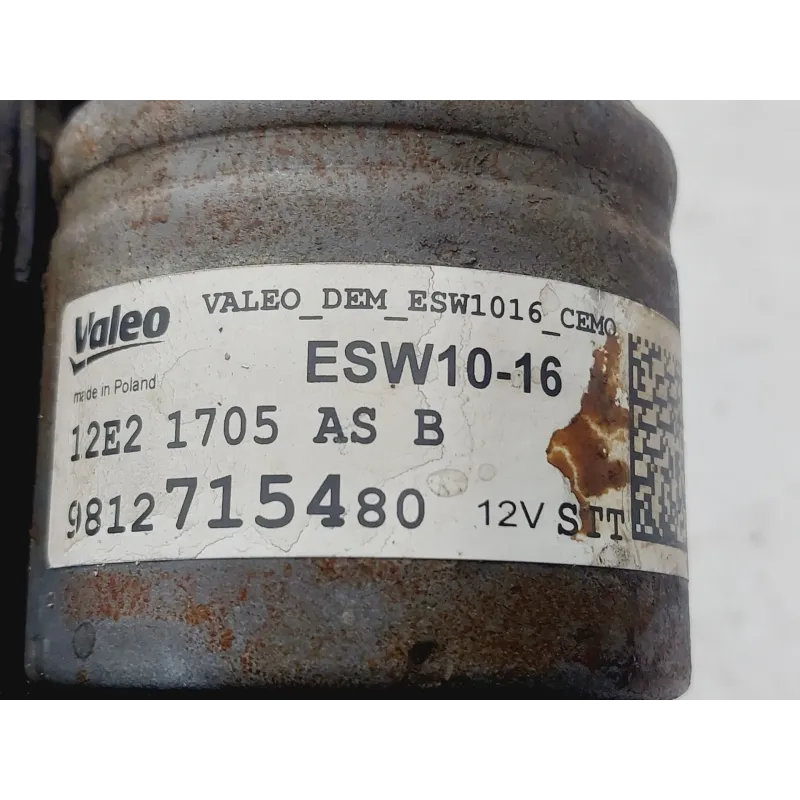 VALEO_DEM_ESW1016_CEMO
Valeo
ESW10-16
made in Poland
12E2 1705 AS B
9812715480 12V STT